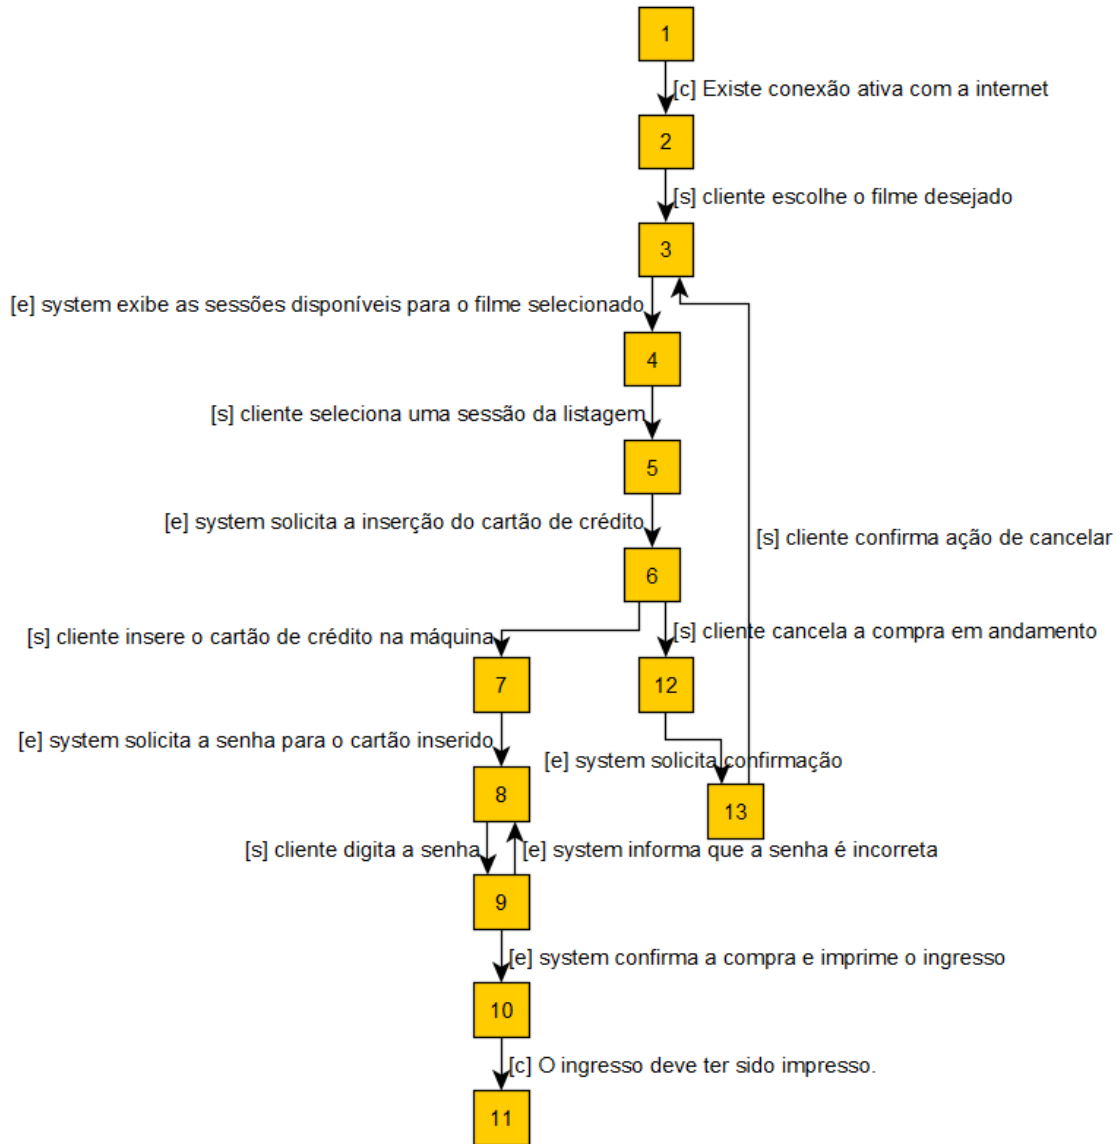 1
[c] Existe conexão ativa com a internet
2
[s] cliente escolhe o filme desejado
3
[e] system exibe as sessões disponíveis para o filme selecionado
4
[s] cliente seleciona uma sessão da listagem
5
[e] system solicita a inserção do cartão de crédito
[s] cliente confirma ação de cancelar
6
[s] cliente insere o cartão de crédito na máquina
[s] cliente cancela a compra em andamento
7
12
[e] system solicita a senha para o cartão inserido
[e] system solicita confirmação
8
13
[s] cliente digita a senha
[e] system informa que a senha é incorreta
9
[e] system confirma a compra e imprime o ingresso
10
[c] O ingresso deve ter sido impresso.
11